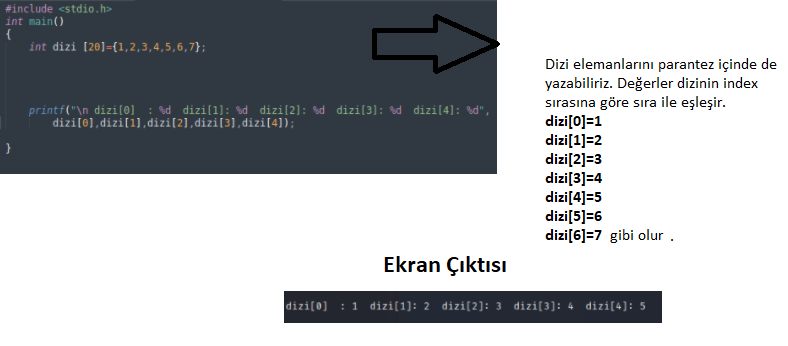 #include <stdio.h>
int main()
{
int dizi [20]={1,2,3,4,5,6,7};
printf("\n dizi[0]  : %d  dizi[1]: %d  dizi[2]: %d  dizi[3]: %d  dizi[4]: %d",
dizi[0],dizi[1],dizi[2],dizi[3],dizi[4]);
}
Dizi elemanlarını parantez içinde de
yazabiliriz. Değerler dizinin index
sırasına göre sıra ile eşleşir.
dizi[0]=1
dizi[1]=2
dizi[2]=3
dizi[3]=4
dizi[4]=5
dizi[5]=6
dizi[6]=7  gibi olur .
Ekran Çıktısı
dizi[0]  : 1  dizi[1]: 2  dizi[2]: 3  dizi[3]: 4  dizi[4]: 5